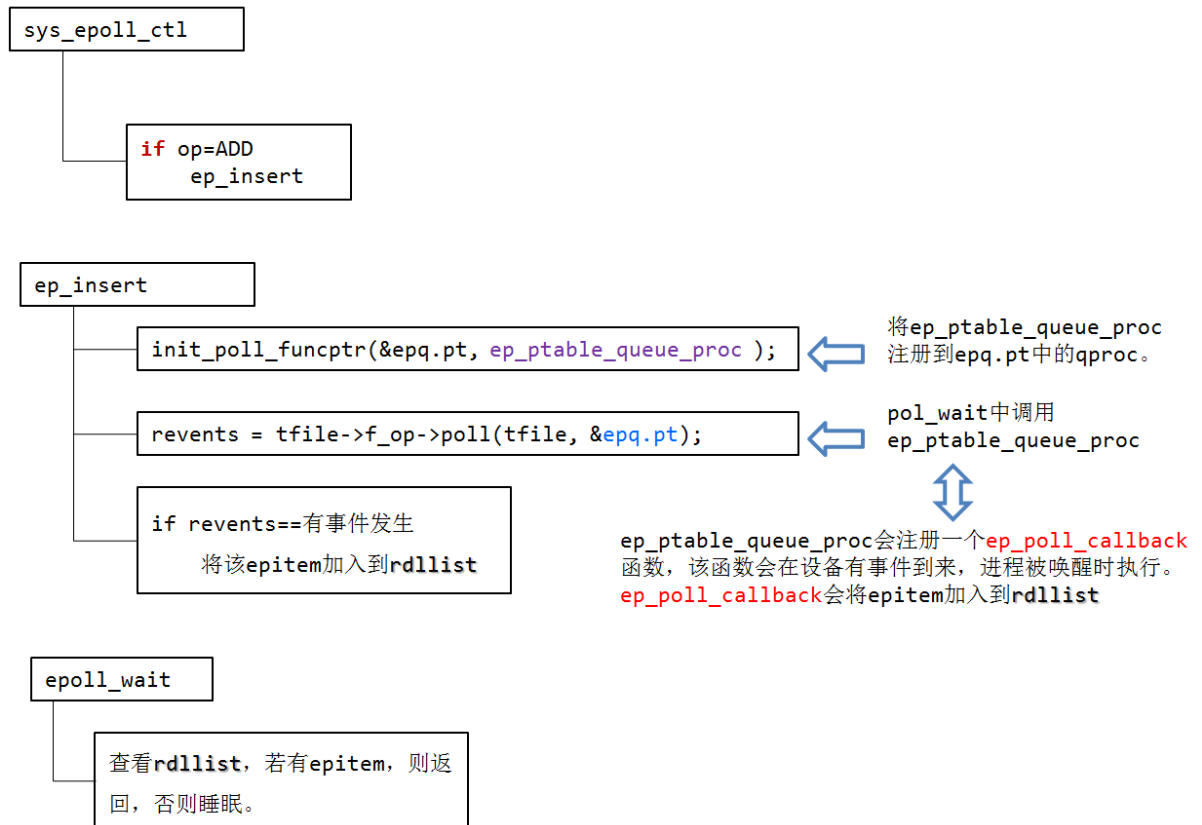 sys_epoll_ctl
if op=ADD
ep_insert
ep_insert
init_poll_funcptr(&epq.pt, ep_ptable_queue_proc );
将ep_ptable_queue_proc
注册到epq.pt中的qproc。
revents = tfile->f_op->poll(tfile, &epq.pt);
pol_wait中调用
ep_ptable_queue_proc
if revents==有事件发生
将该epitem加入到rdllist
ep_ptable_queue_proc会注册一个ep_poll_callback
函数，该函数会在设备有事件到来，进程被唤醒时执行。
ep_poll_callback会将epitem加入到rdllist
epoll_wait
查看rdllist，若有epitem，则返
回，否则睡眠。